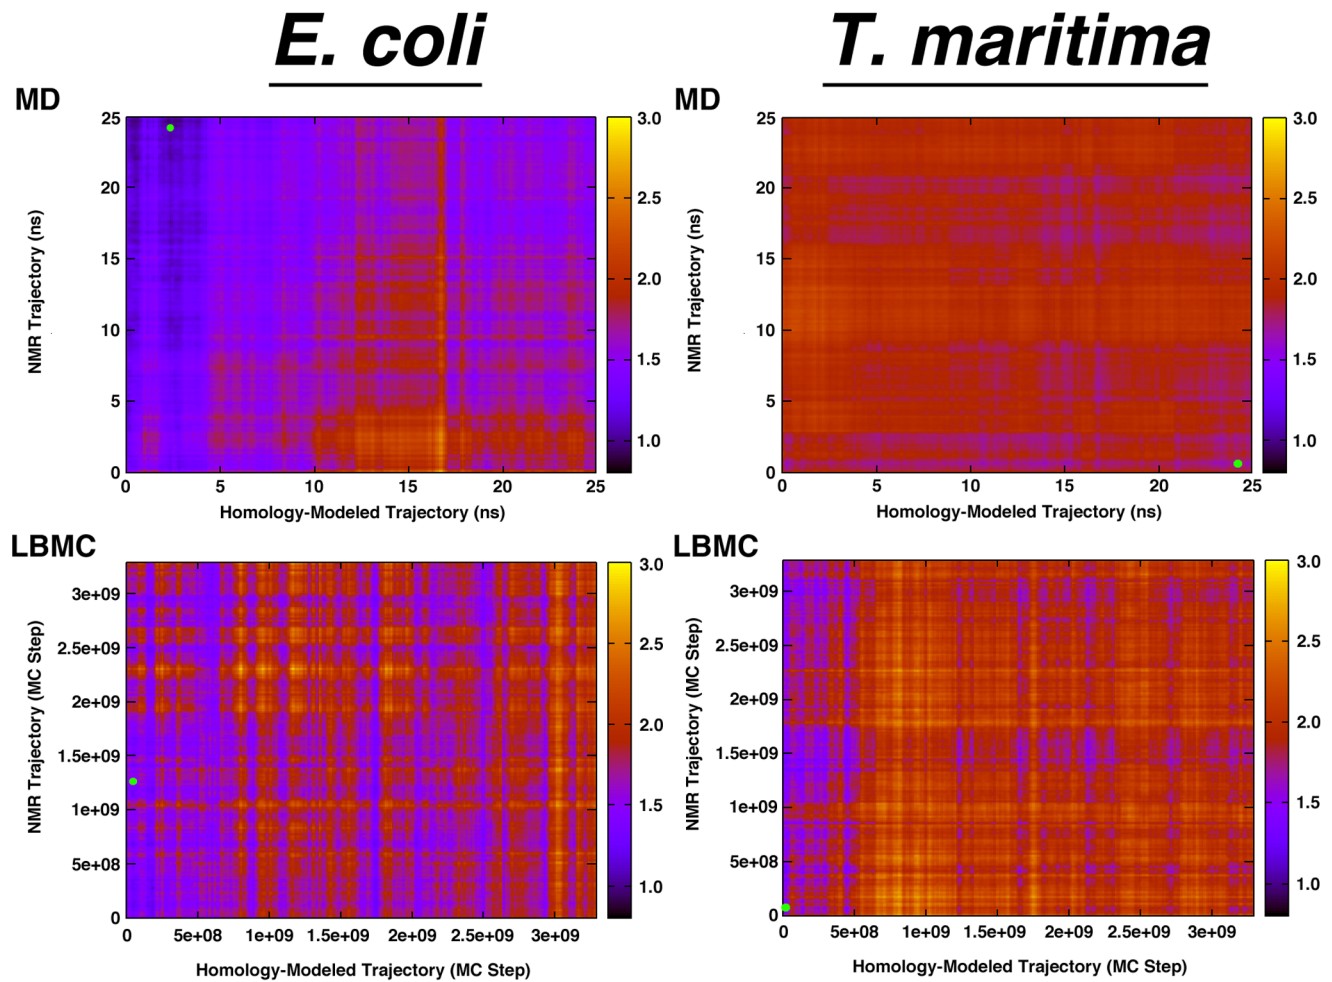 E. coli
T. maritima
MD
NMR Trajectory (ns)
25
20
15
10
5
0
0 5 10 15 20 25
Homology-Modeled Trajectory (ns)
3.0
2.5
2.0
1.5
1.0
MD
NMR Trajectory (ns)
25
20
15
10
5
0
0 5 10 15 20 25
Homology-Modeled Trajectory (ns)
3.0
2.5
2.0
1.5
1.0
LBMC
NMR Trajectory (MC Step)
3e+09
2.5e+09
2e+09
1.5e+09
1e+09
5e+08
0
0 5e+08 1e+09 1.5e+09 2e+09 2.5e+09 3e+09
Homology-Modeled Trajectory (MC Step)
3.0
2.5
2.0
1.5
1.0
LBMC
NMR Trajectory (MC Step)
3e+09
2.5e+09
2e+09
1.5e+09
1e+09
5e+08
0
0 5e+08 1e+09 1.5e+09 2e+09 2.5e+09 3e+09
Homology-Modeled Trajectory (MC Step)
3.0
2.5
2.0
1.5
1.0